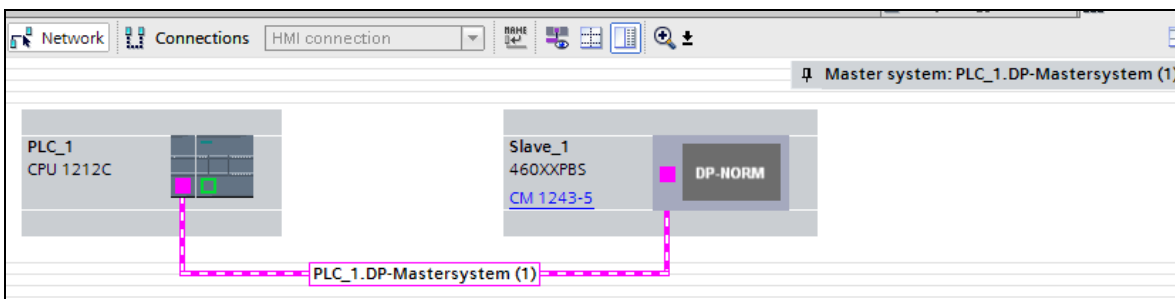 Network Connections HMI connection NAME
Master system: PLC_1.DP-Mastersystem (1)
PLC_1
CPU 1212C
Slave_1
460XXPBS
DP-NORM
CM 1243-5
PLC_1.DP-Mastersystem (1)